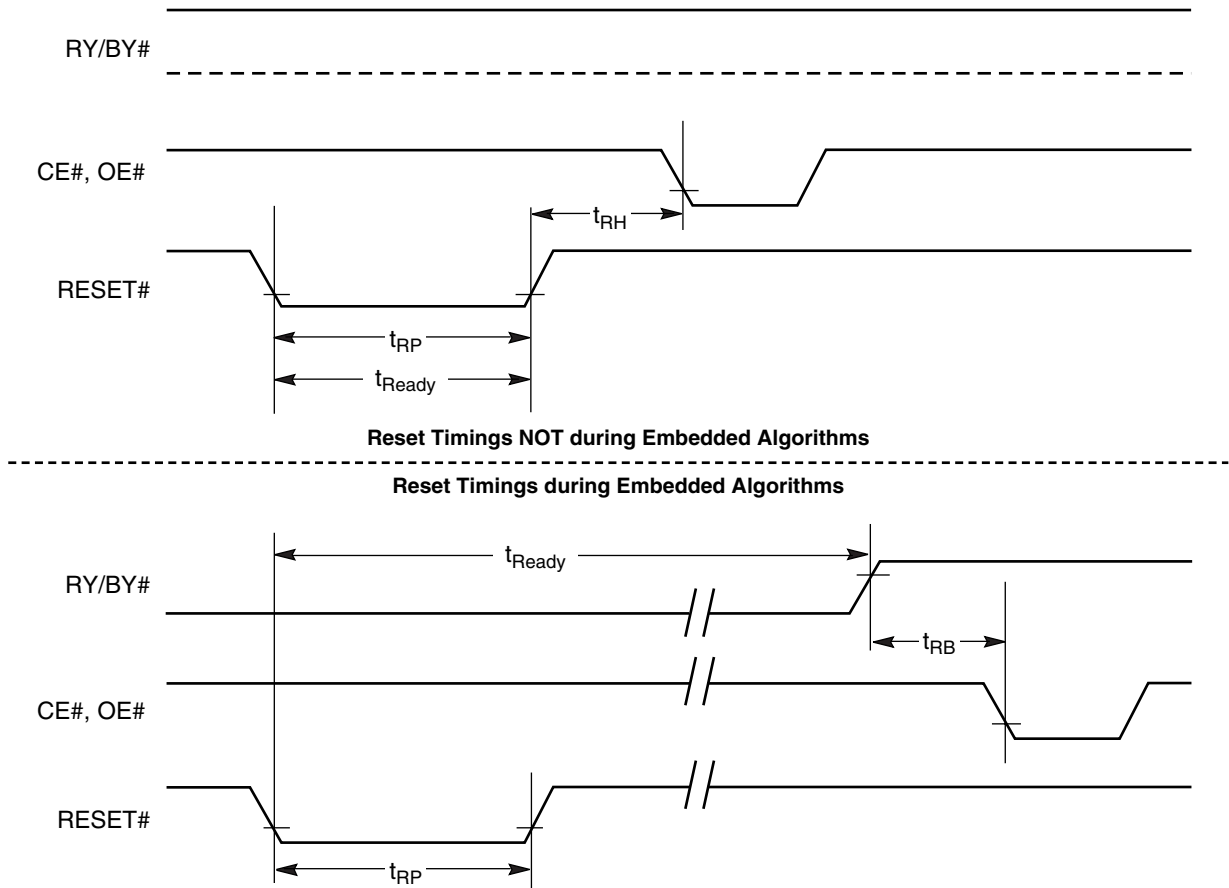 RY/BY#
CE#, OE#
tRH
RESET#
tRP
tReady
Reset Timings NOT during Embedded Algorithms
Reset Timings during Embedded Algorithms
tReady
RY/BY#
tRB
CE#, OE#
RESET#
tRP